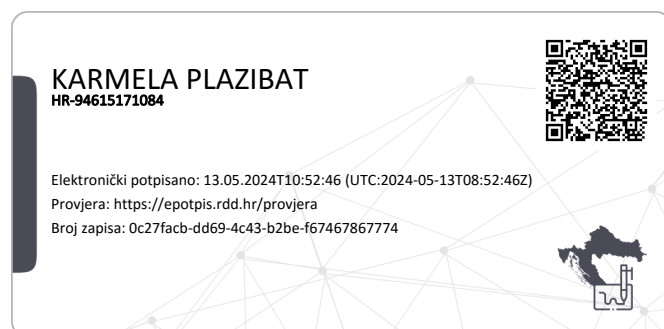 KARMELA PLAZIBAT
HR-94615171084
Elektronički potpisano: 13.05.2024T10:52:46 (UTC:2024-05-13T08:52:46Z)
Provjera: https://epotpis.rdd.hr/provjera
Broj zapisa: 0c27facb-dd69-4c43-b2be-f67467867774